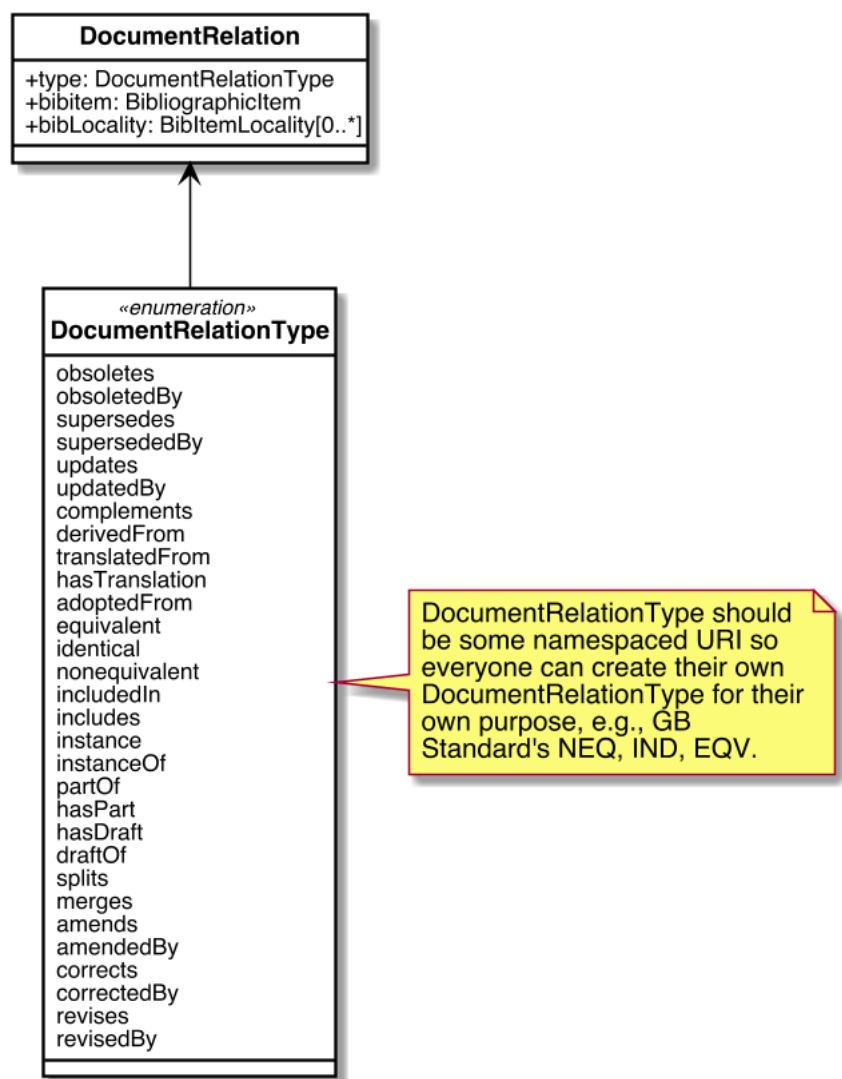 DocumentRelation
+type: DocumentRelationType
+bibitem: BibliographicItem
+bibLocality: BibItemLocality[0..*]
«enumeration»
DocumentRelationType
obsoletes
obsoletedBy
supersedes
supersededBy
updates
updatedBy
complements
derivedFrom
translatedFrom
hasTranslation
adoptedFrom
equivalent
identical
nonequivalent
includedIn
includes
instance
instanceOf
partOf
hasPart
hasDraft
draftOf
splits
merges
amends
amendedBy
corrects
correctedBy
revises
revisedBy
DocumentRelationType should
be some namespaced URI so
everyone can create their own
DocumentRelationType for their
own purpose, e.g., GB
Standard's NEQ, IND, EQV.